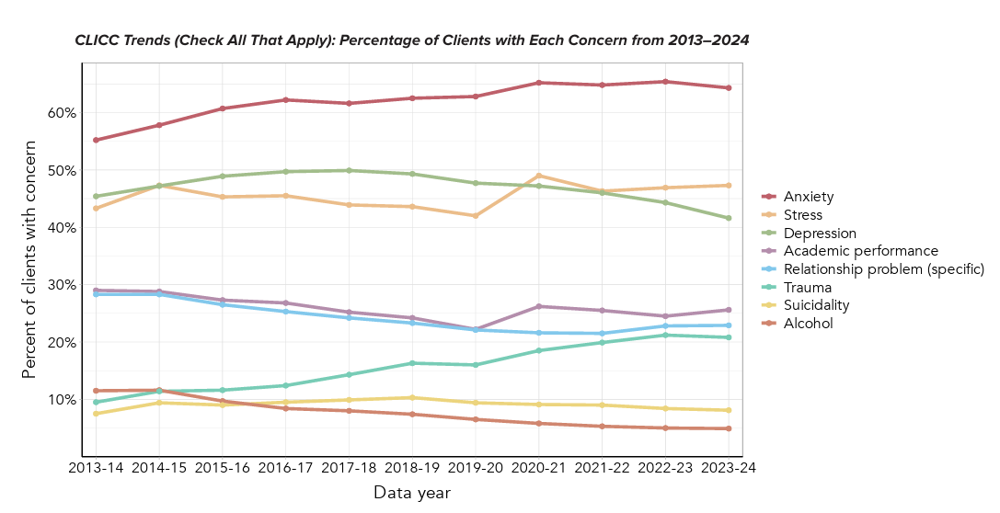 CLICC Trends (Check All That Apply): Percentage of Clients with Each Concern from 2013–2024
Percent of clients with concern
60%
50%
40%
30%
20%
10%
2013-14 2014-15 2015-16 2016-17 2017-18 2018-19 2019-20 2020-21 2021-22 2022-23 2023-24
Data year
Anxiety
Stress
Depression
Academic performance
Relationship problem (specific)
Trauma
Suicidality
Alcohol